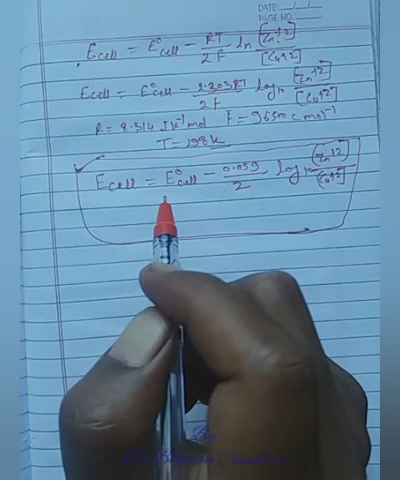 DATE: / /
PAGE NO.
Ecell = E°cell - RT/2F ln [Zn+2]/[Cu+2]
Ecell = E°cell - 2.303RT/2F log10 [Zn+2]/[Cu+2]
R = 8.314 JK-1 mol F = 96500 C mol-1
T = 298K
Ecell = E°cell - 0.059/2 log10 [Zn+2]/[Cu+2]
By